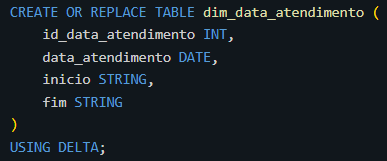 CREATE OR REPLACE TABLE dim_data_atendimento (
    id_data_atendimento INT,
    data_atendimento DATE,
    inicio STRING,
    fim STRING
)
USING DELTA;